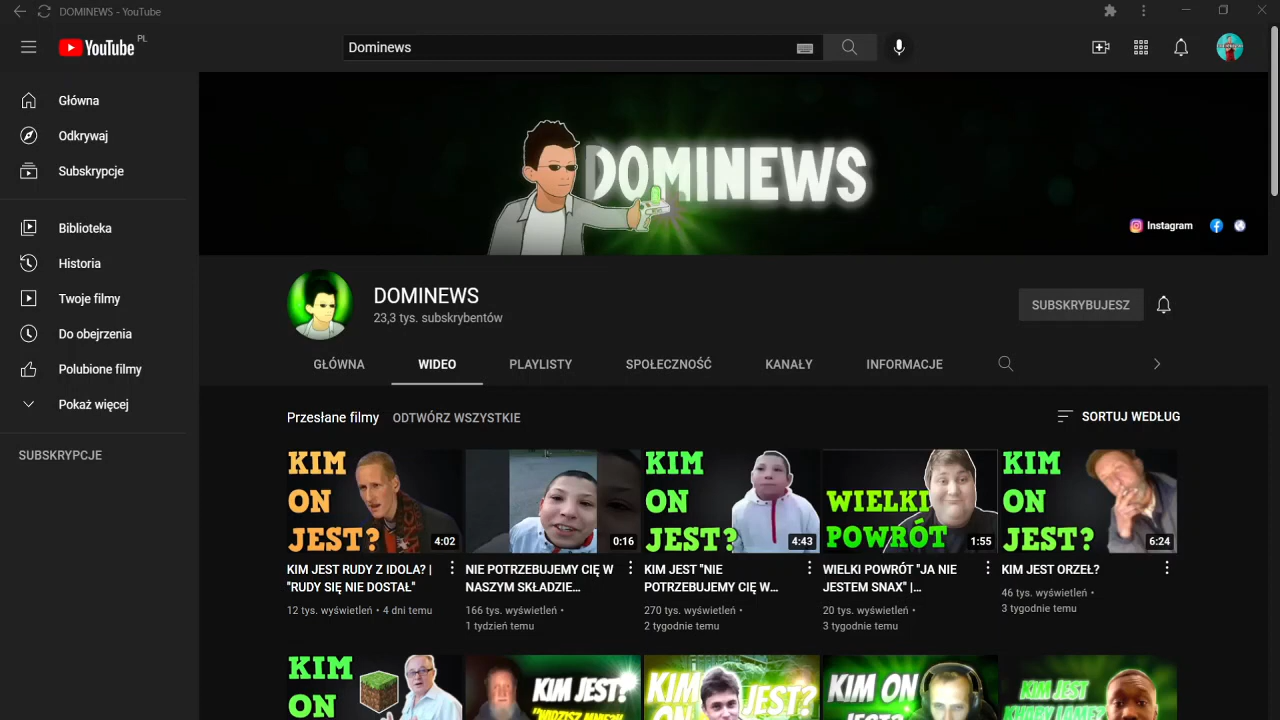 DOMINEWS - YouTube
YouTube PL
Dominews
Główna
Odkrywaj
Subskrypcje
Biblioteka
Historia
Twoje filmy
Do obejrzenia
Polubione filmy
Pokaż więcej
SUBSKRYPCJE
DOMINEWS
Instagram
DOMINEWS
23,3 tys. subskrybentów
SUBSKRYBUJESZ
GŁÓWNA WIDEO PLAYLISTY SPOŁECZNOŚĆ KANAŁY INFORMACJE
Przesłane filmy ODTWÓRZ WSZYSTKIE SORTUJ WEDŁUG
KIM
ON
JEST?
4:02
KIM JEST RUDY Z IDOLA? |
"RUDY SIĘ NIE DOSTAŁ"
12 tys. wyświetleń • 4 dni temu
0:16
NIE POTRZEBUJEMY CIĘ W
NASZYM SKŁADZIE...
166 tys. wyświetleń •
1 tydzień temu
KIM
ON
JEST?
4:43
KIM JEST "NIE
POTRZEBUJEMY CIĘ W...
270 tys. wyświetleń •
2 tygodnie temu
WIELKI
POWRÓT
1:55
WIELKI POWRÓT "JA NIE
JESTEM SNAX" |...
20 tys. wyświetleń •
3 tygodnie temu
KIM
ON
JEST?
6:24
KIM JEST ORZEŁ?
46 tys. wyświetleń •
3 tygodnie temu
KIM
ON
KIM JEST?
"WIDZISZ MNIE?"
KIM
ON
JEST?
KIM ON
JEST?
KIM JEST
KHABY LAME?